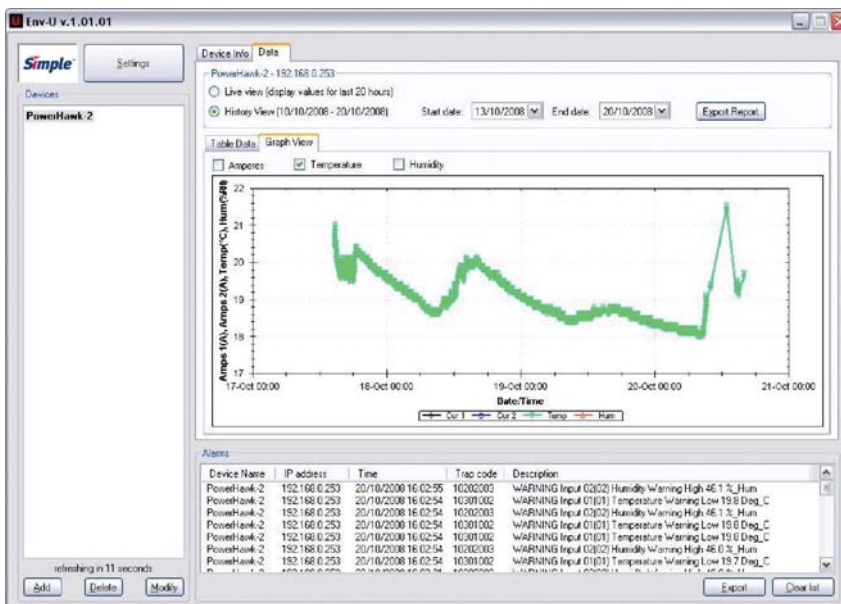 Env-U v.1.01.01
Simple
Settings
Devices
PowerHawk-2
refreshing in 11 seconds
Add Delete Modify
Device Info Data
PowerHawk-2 - 192.168.0.253
Live view (display values for last 20 hours)
History View (10/10/2008 - 20/10/2008) Start date: 13/10/2008 End date: 20/10/2008 Export Report
Table Data Graph View
Amperes Temperature Humidity
Amps 1(A), Amps 2(A), Temp(°C), Hum(%RH)
22
21
20
19
18
17
17-Oct 00:00 18-Oct 00:00 19-Oct 00:00 20-Oct 00:00 21-Oct 00:00
Date/Time
Cur 1 Cur 2 Temp Hum
Alarms
Device Name IP address Time Trap code Description
PowerHawk-2 192.168.0.253 20/10/2008 16:02:55 10202003 WARNING Input 02(02) Humidity Warning High 46.1 %_Hum
PowerHawk-2 192.168.0.253 20/10/2008 16:02:54 10301002 WARNING Input 01(01) Temperature Warning Low 19.8 Deg_C
PowerHawk-2 192.168.0.253 20/10/2008 16:02:54 10202003 WARNING Input 02(02) Humidity Warning High 46.1 %_Hum
PowerHawk-2 192.168.0.253 20/10/2008 16:02:54 10301002 WARNING Input 01(01) Temperature Warning Low 19.8 Deg_C
PowerHawk-2 192.168.0.253 20/10/2008 16:02:54 10301002 WARNING Input 01(01) Temperature Warning Low 19.8 Deg_C
PowerHawk-2 192.168.0.253 20/10/2008 16:02:54 10202003 WARNING Input 02(02) Humidity Warning High 46.0 %_Hum
PowerHawk-2 192.168.0.253 20/10/2008 16:02:54 10301002 WARNING Input 01(01) Temperature Warning Low 19.7 Deg_C
Export Clear list